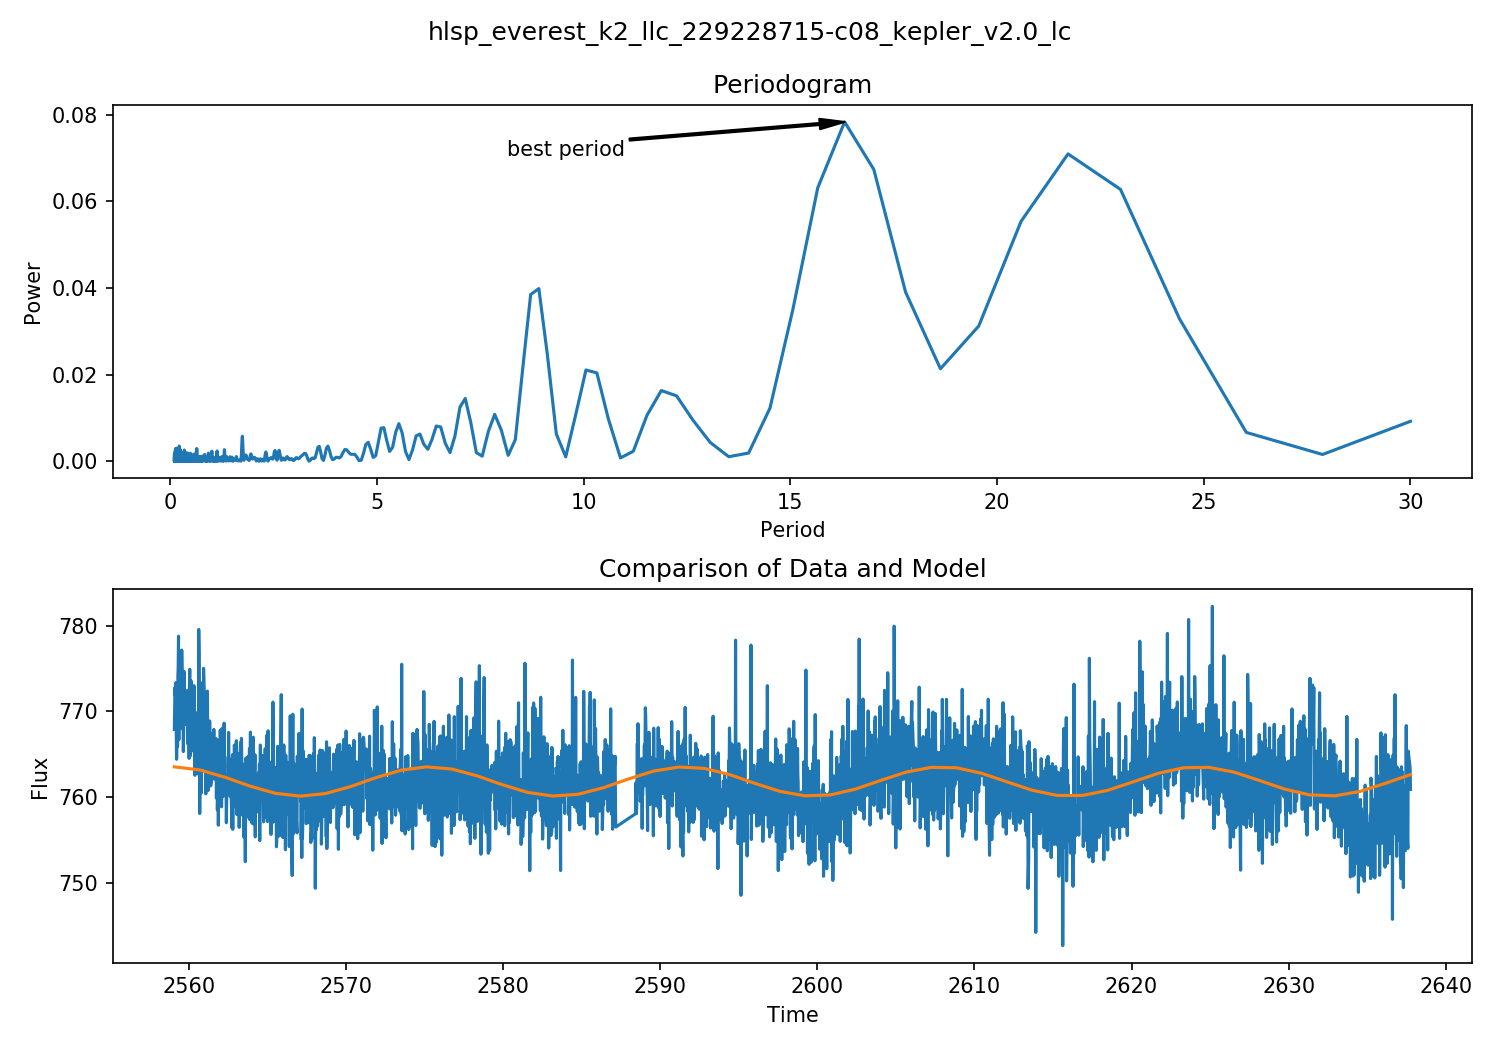 hlsp_everest_k2_llc_229228715-c08_kepler_v2.0_lc
Periodogram
0.08
0.06
0.04
0.02
0.00
Power
best period
0 5 10 15 20 25 30
Period
Comparison of Data and Model
780
770
760
750
Flux
2560 2570 2580 2590 2600 2610 2620 2630 2640
Time